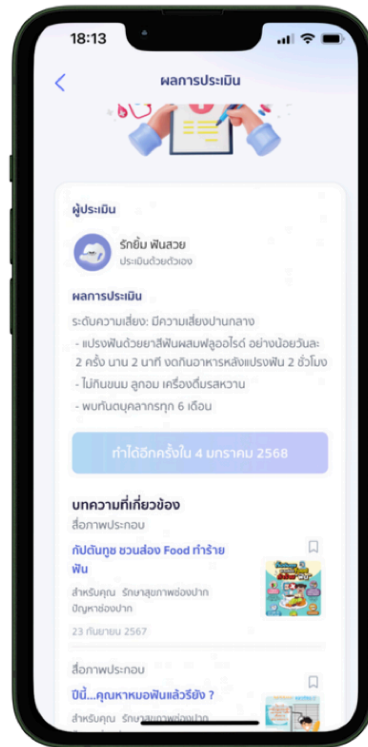 18:13
ผลการประเมิน
ผู้ประเมิน
รักยิ้ม ฟันสวย
ประเมินด้วยตัวเอง
ผลการประเมิน
ระดับความเสี่ยง: มีความเสี่ยงปานกลาง
- แปรงฟันด้วยยาสีฟันผสมฟลูออไรด์ อย่างน้อยวันละ
2 ครั้ง นาน 2 นาที งดกินอาหารหลังแปรงฟัน 2 ชั่วโมง
- ไม่กินขนม ลูกอม เครื่องดื่มรสหวาน
- พบทันตบุคลากรทุก 6 เดือน
ทำได้อีกครั้งใน 4 มกราคม 2568
บทความที่เกี่ยวข้อง
สื่อภาพประกอบ
กัปตันทูช ชวนส่อง Food ทำร้าย
ฟัน
สำหรับคุณ รักษาสุขภาพช่องปาก
ปัญหาช่องปาก
23 กันยายน 2567
สื่อภาพประกอบ
ปีนี้...คุณหาหมอฟันแล้วรึยัง ?
สำหรับคุณ รักษาสุขภาพช่องปาก